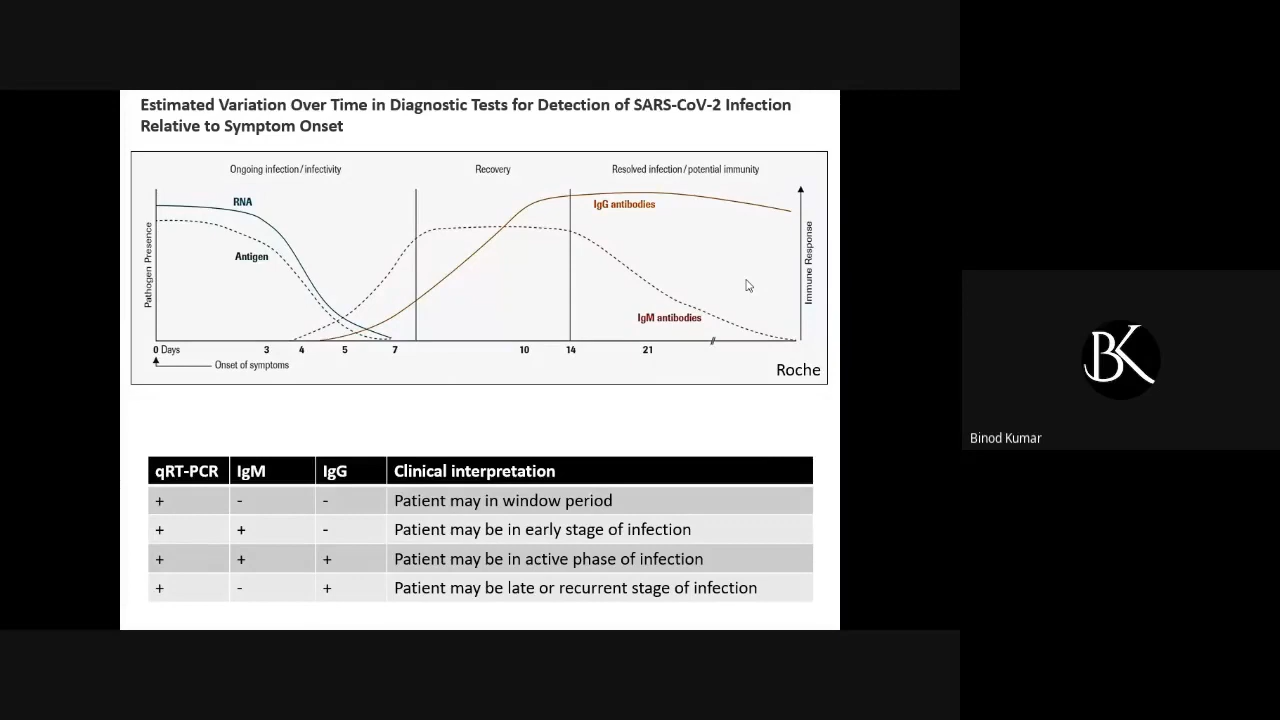 Estimated Variation Over Time in Diagnostic Tests for Detection of SARS-CoV-2 Infection
Relative to Symptom Onset
Ongoing infection/infectivity
Recovery
Resolved infection/potential immunity
RNA
Antigen
IgG antibodies
IgM antibodies
Pathogen Presence
Immune Response
0 Days 3 4 5 7 10 14 21
Onset of symptoms
Roche
qRT-PCR IgM IgG Clinical interpretation
+ - - Patient may in window period
+ + - Patient may be in early stage of infection
+ + + Patient may be in active phase of infection
+ - + Patient may be late or recurrent stage of infection
BK
Binod Kumar